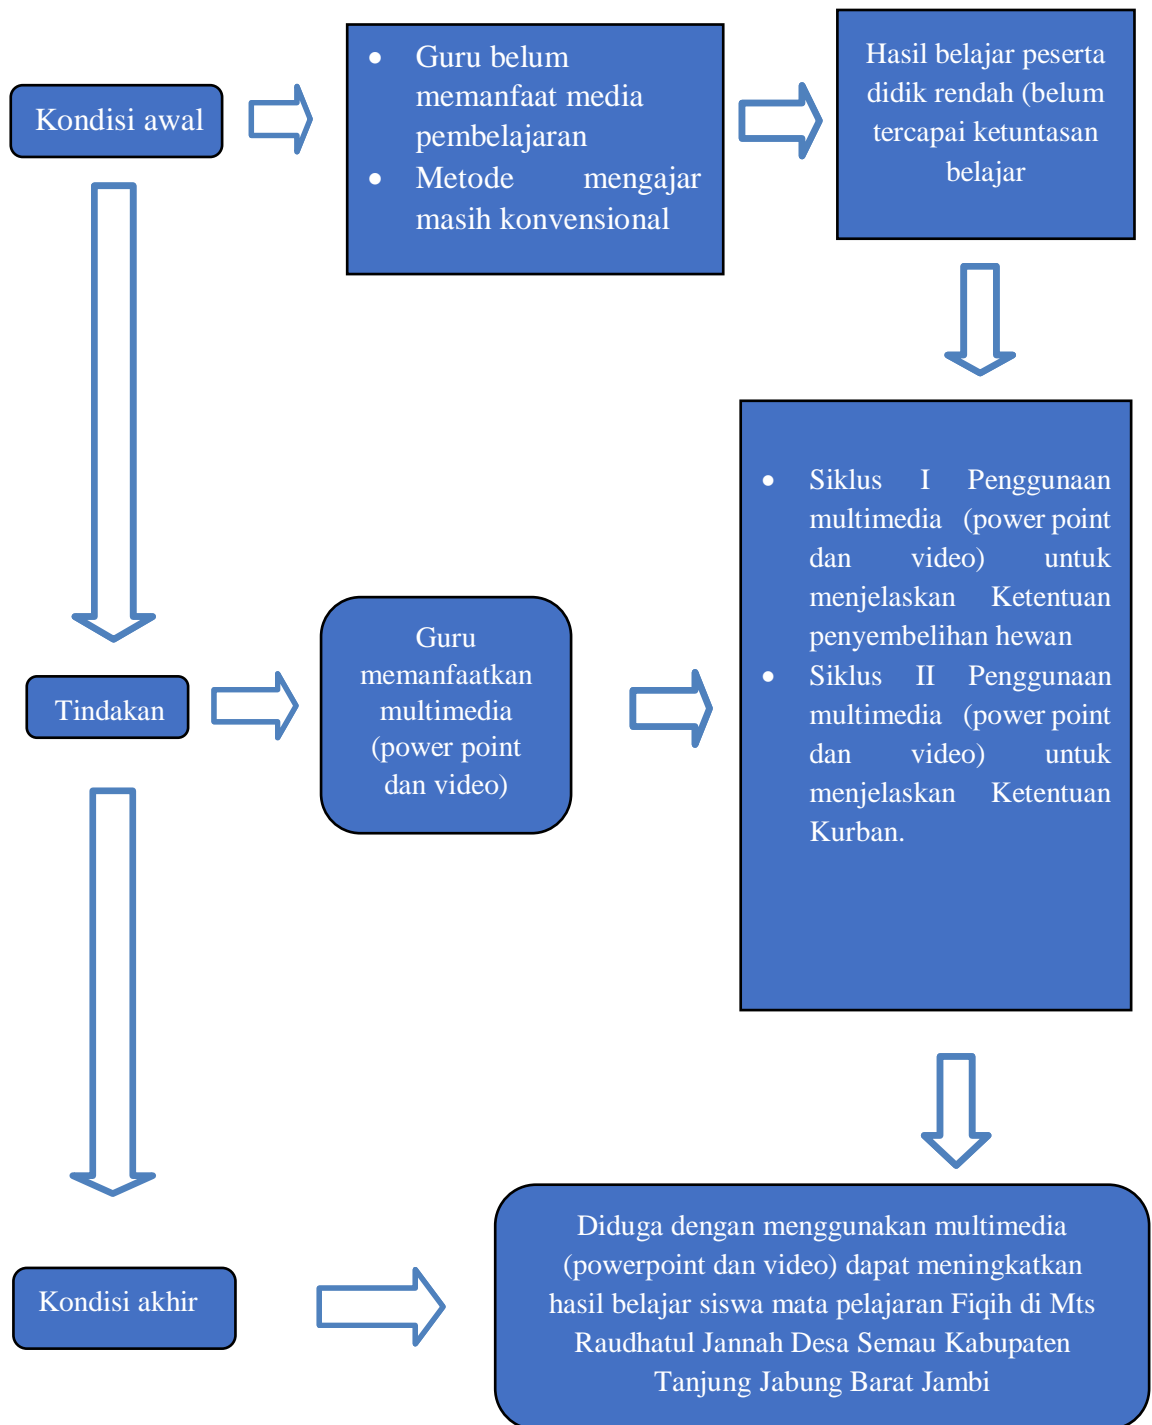 Kondisi awal
• Guru belum
memanfaat media
pembelajaran
• Metode mengajar
masih konvensional
Hasil belajar peserta
didik rendah (belum
tercapai ketuntasan
belajar
• Siklus I Penggunaan
multimedia (power point
dan video) untuk
menjelaskan Ketentuan
penyembelihan hewan
• Siklus II Penggunaan
multimedia (power point
dan video) untuk
menjelaskan Ketentuan
Kurban.
Tindakan
Guru
memanfaatkan
multimedia
(power point
dan video)
Kondisi akhir
Diduga dengan menggunakan multimedia
(powerpoint dan video) dapat meningkatkan
hasil belajar siswa mata pelajaran Fiqih di Mts
Raudhatul Jannah Desa Semau Kabupaten
Tanjung Jabung Barat Jambi